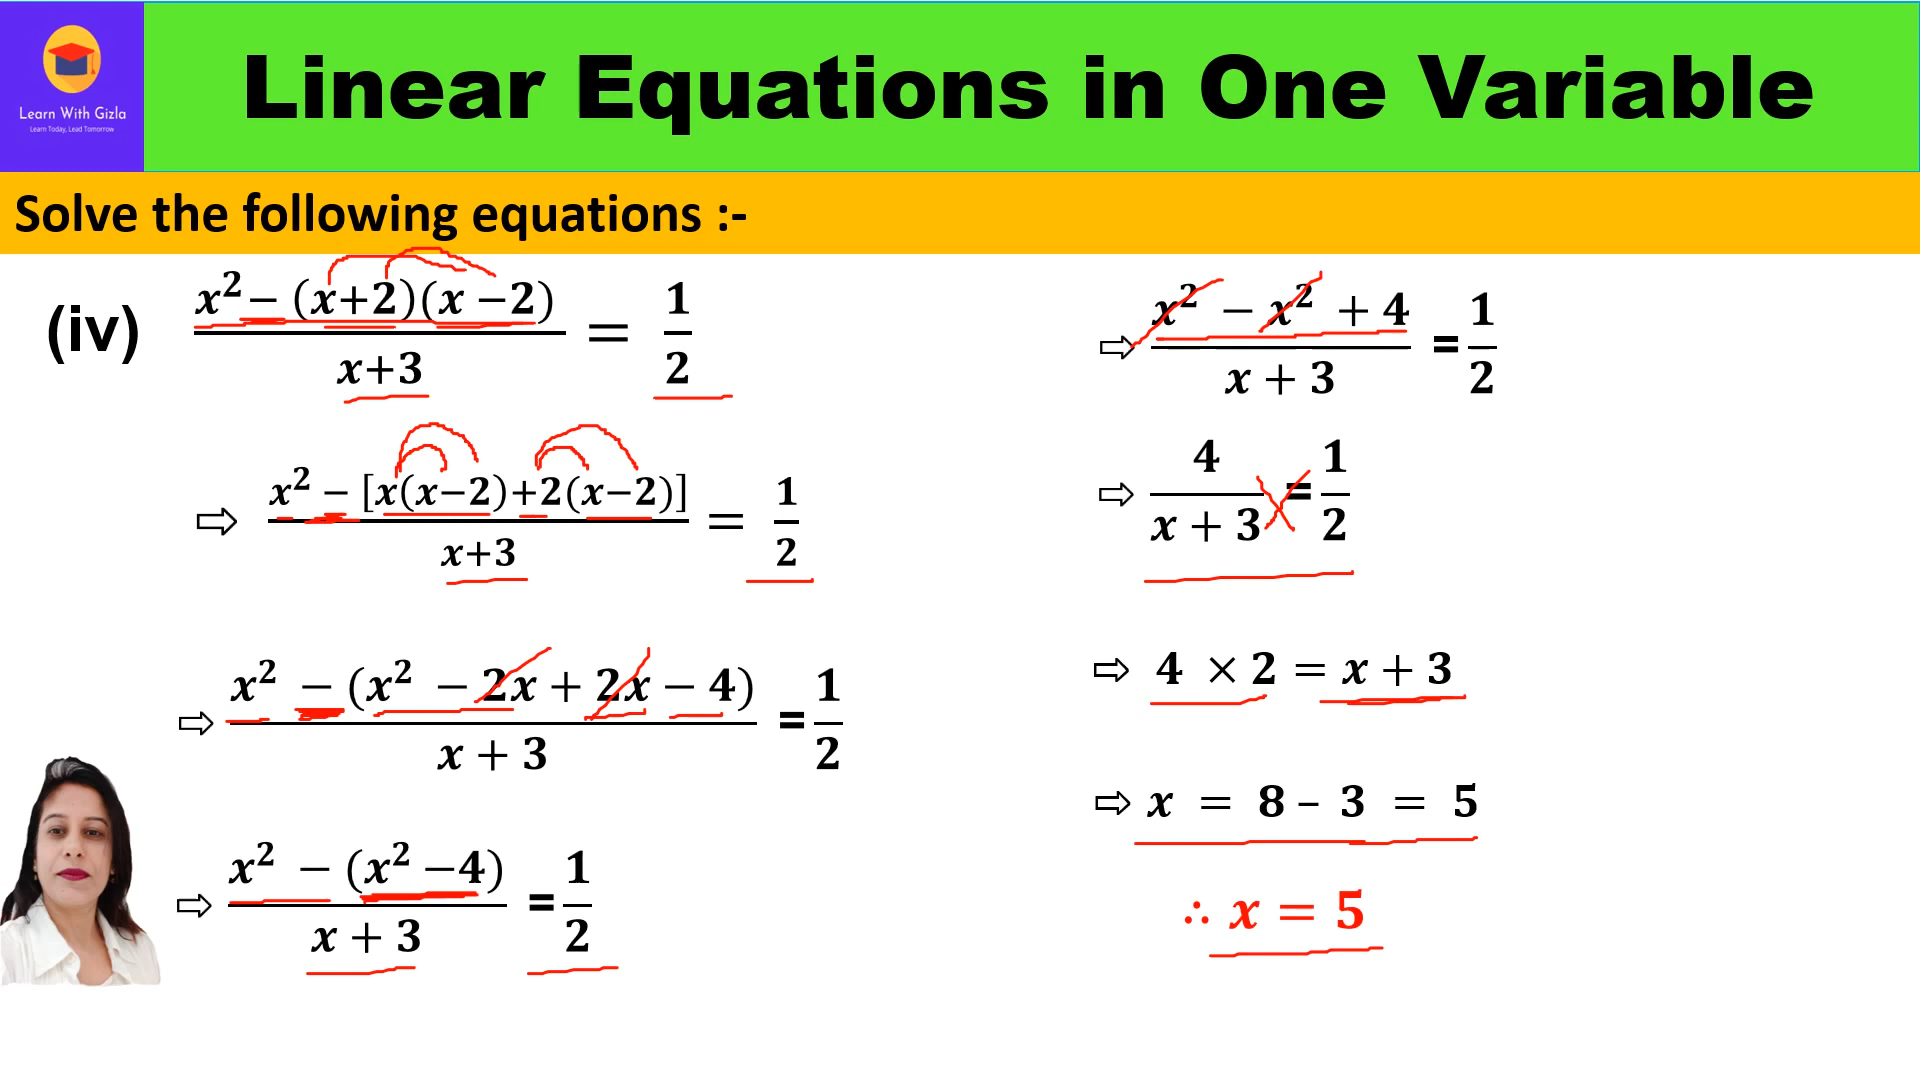 Learn With Gizla
Learn Today, Lead Tomorrow
Linear Equations in One Variable
Solve the following equations :-
(iv) (x² − (x+2)(x −2))/(x+3) = 1/2
⇨ (x² − [x(x−2)+2(x−2)])/(x+3) = 1/2
⇨ (x² − (x² − 2x + 2x − 4))/(x + 3) = 1/2
⇨ (x² − (x² −4))/(x + 3) = 1/2
⇨ (x² − x² + 4)/(x + 3) = 1/2
⇨ 4/(x + 3) = 1/2
⇨ 4 × 2 = x + 3
⇨ x = 8 – 3 = 5
∴ x = 5